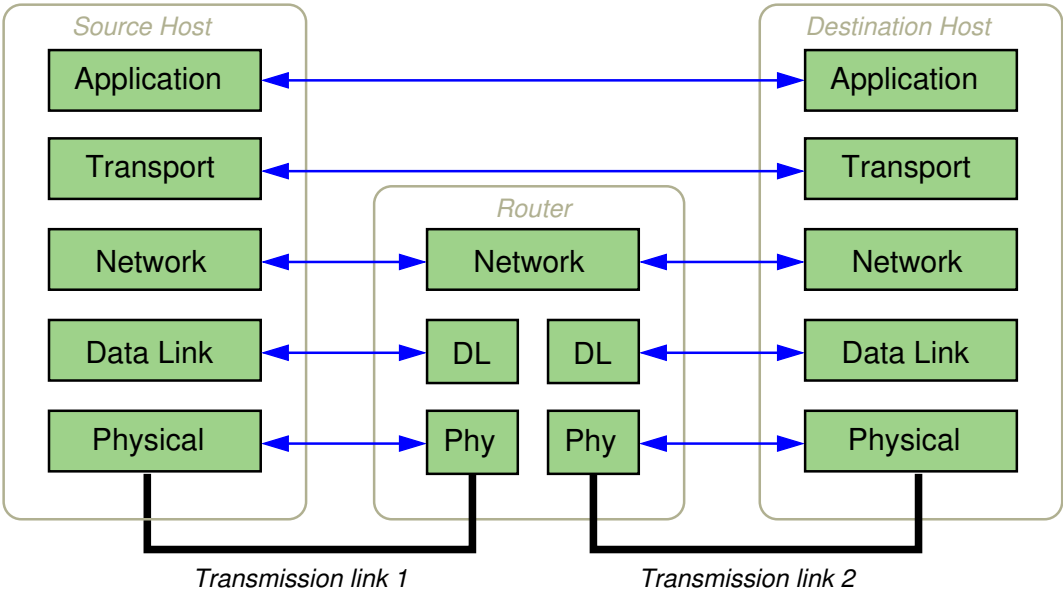 Source Host
Destination Host
Application
Application
Transport
Transport
Router
Network
Network
Network
Data Link
DL
DL
Data Link
Physical
Phy
Phy
Physical
Transmission link 1
Transmission link 2